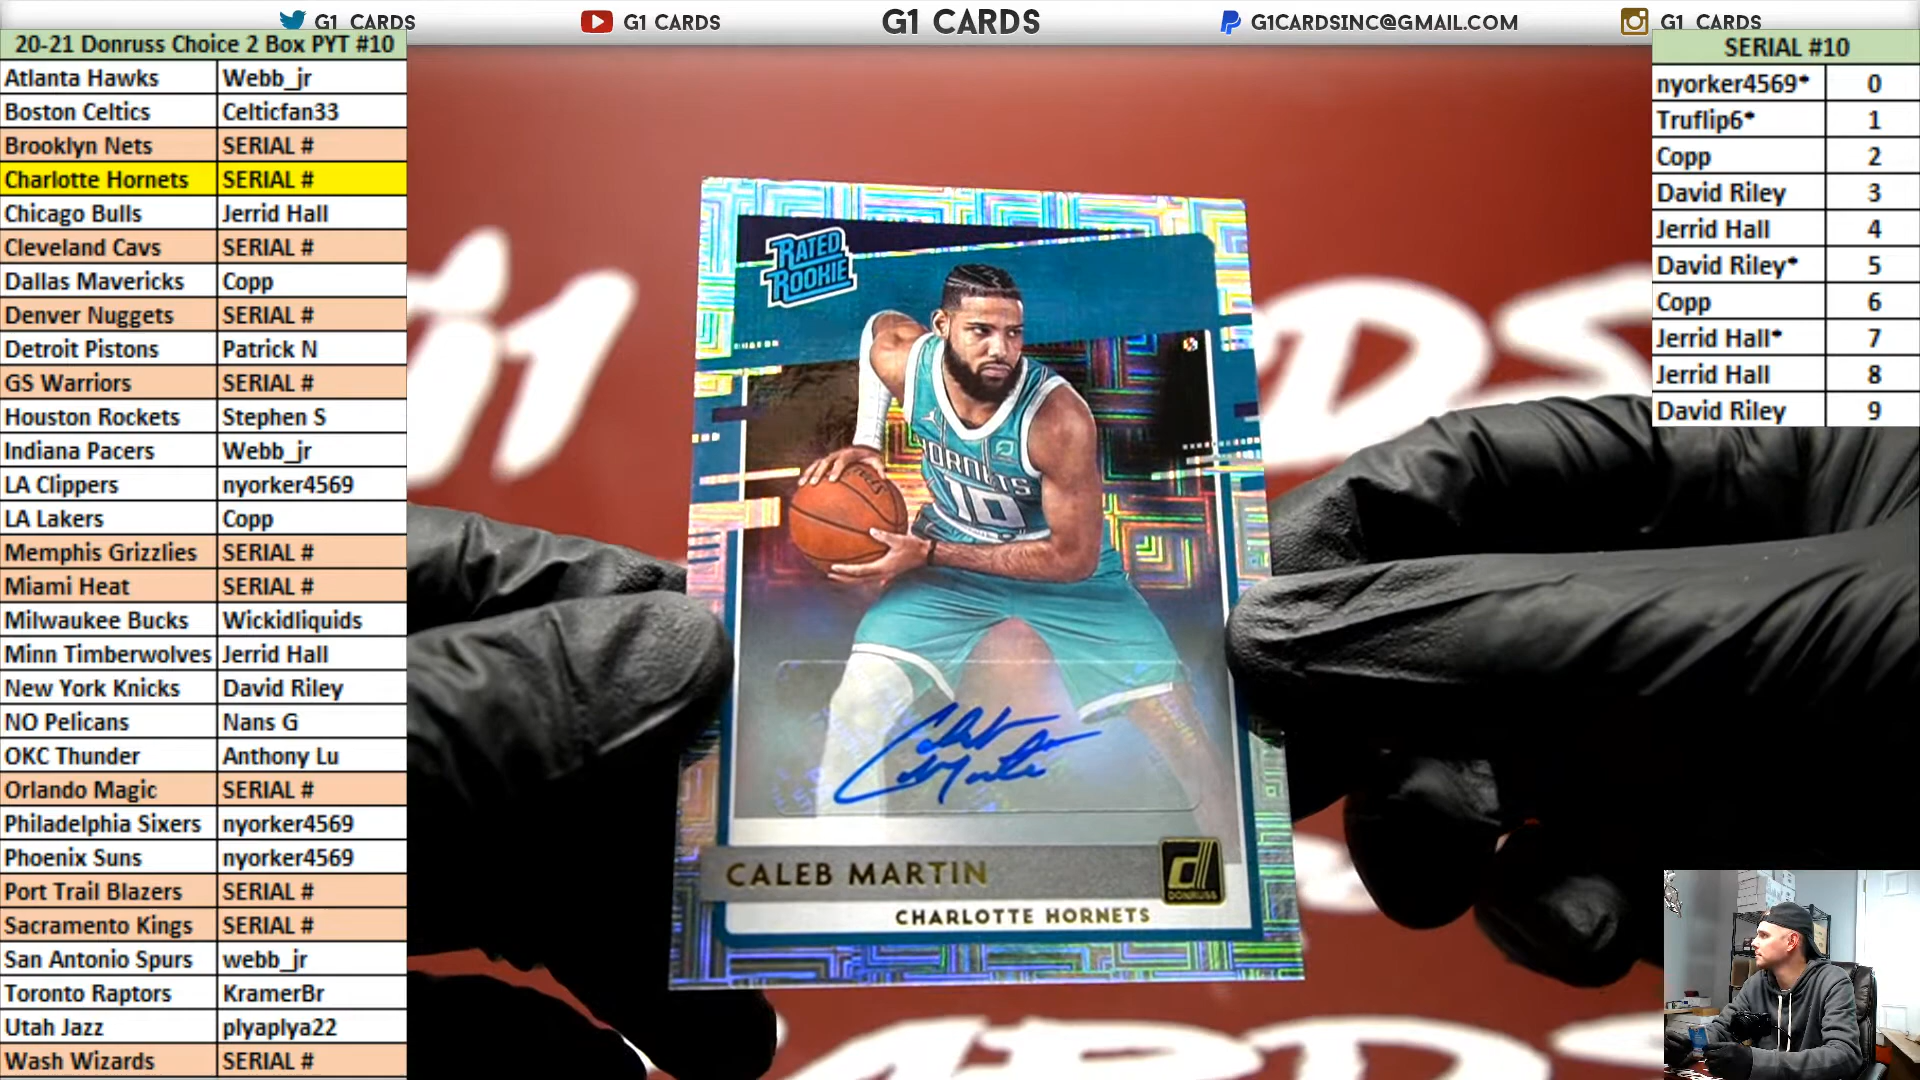 G1 CARDS
G1 CARDS
G1 CARDS
G1CARDSINC@GMAIL.COM
G1 CARDS
20-21 Donruss Choice 2 Box PYT #10
Atlanta Hawks Webb_jr
Boston Celtics Celticfan33
Brooklyn Nets SERIAL #
Charlotte Hornets SERIAL #
Chicago Bulls Jerrid Hall
Cleveland Cavs SERIAL #
Dallas Mavericks Copp
Denver Nuggets SERIAL #
Detroit Pistons Patrick N
GS Warriors SERIAL #
Houston Rockets Stephen S
Indiana Pacers Webb_jr
LA Clippers nyorker4569
LA Lakers Copp
Memphis Grizzlies SERIAL #
Miami Heat SERIAL #
Milwaukee Bucks Wickidliquids
Minn Timberwolves Jerrid Hall
New York Knicks David Riley
NO Pelicans Nans G
OKC Thunder Anthony Lu
Orlando Magic SERIAL #
Philadelphia Sixers nyorker4569
Phoenix Suns nyorker4569
Port Trail Blazers SERIAL #
Sacramento Kings SERIAL #
San Antonio Spurs webb_jr
Toronto Raptors KramerBr
Utah Jazz plyaplya22
Wash Wizards SERIAL #
SERIAL #10
nyorker4569* 0
Truflip6* 1
Copp 2
David Riley 3
Jerrid Hall 4
David Riley* 5
Copp 6
Jerrid Hall* 7
Jerrid Hall 8
David Riley 9
RATED
ROOKIE
HORNETS
10
Caleb
Martin
CALEB MARTIN
DONRUSS
CHARLOTTE HORNETS